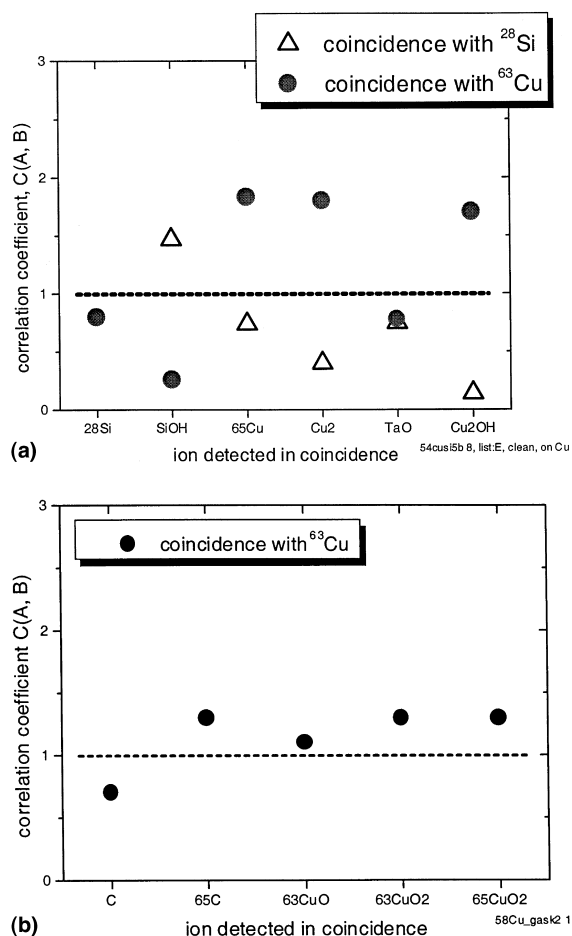 coincidence with ²⁸Si
coincidence with ⁶³Cu
3
2
1
0
correlation coefficient, C(A, B)
28Si SiOH 65Cu Cu2 TaO Cu2OH
(a)
ion detected in coincidence
54cusi5b 8, list:E, clean, on Cu
coincidence with ⁶³Cu
3
2
1
0
correlation coefficient C(A, B)
C 65C 63CuO 63CuO2 65CuO2
(b)
ion detected in coincidence
58Cu_gask2 1